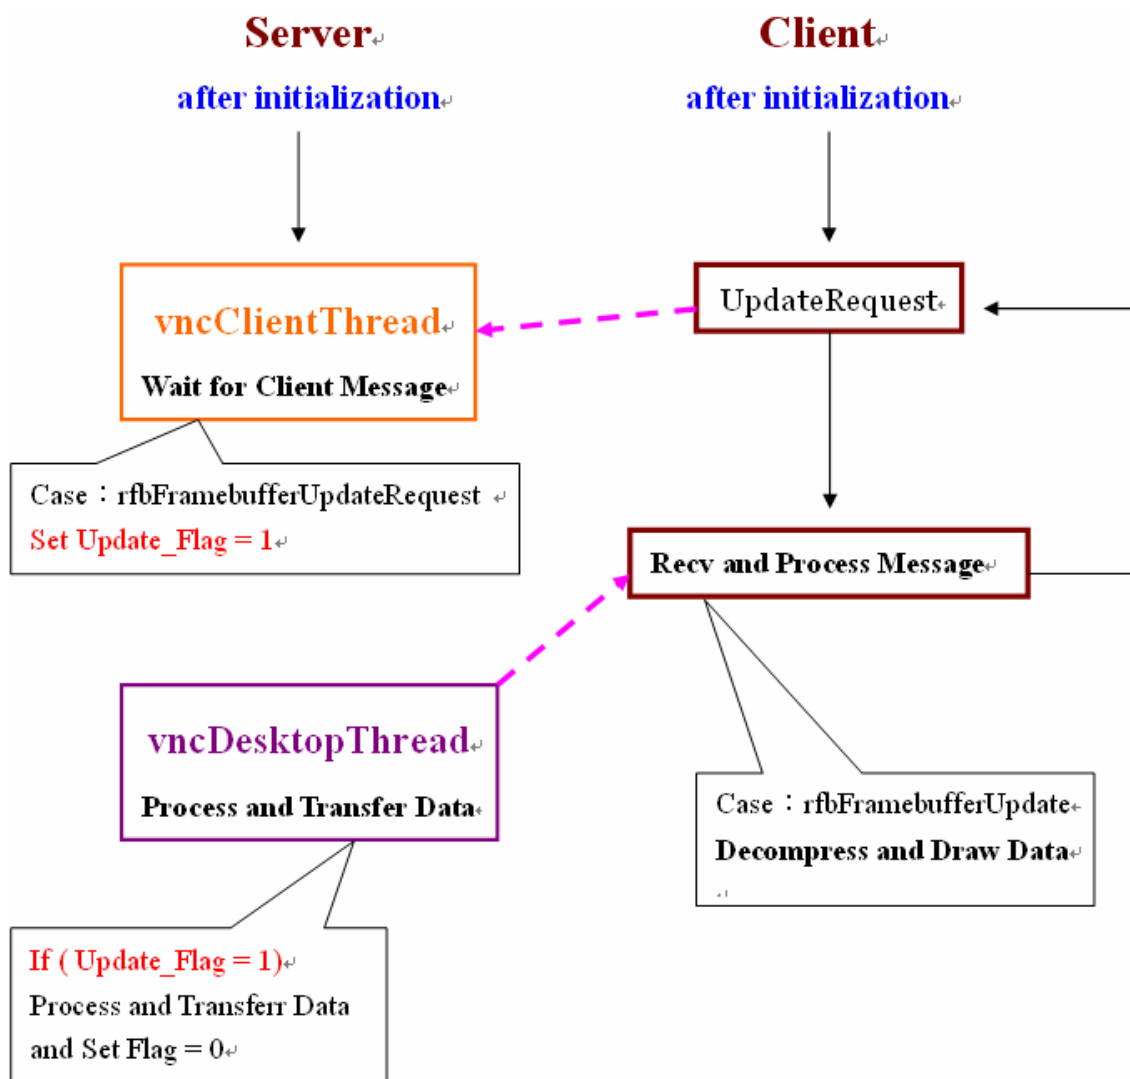 Server
Client
after initialization
after initialization
vncClientThread
Wait for Client Message
UpdateRequest
Case：rfbFramebufferUpdateRequest
Set Update_Flag = 1
Recv and Process Message
vncDesktopThread
Process and Transfer Data
Case：rfbFramebufferUpdate
Decompress and Draw Data
If ( Update_Flag = 1)
Process and Transferr Data
and Set Flag = 0